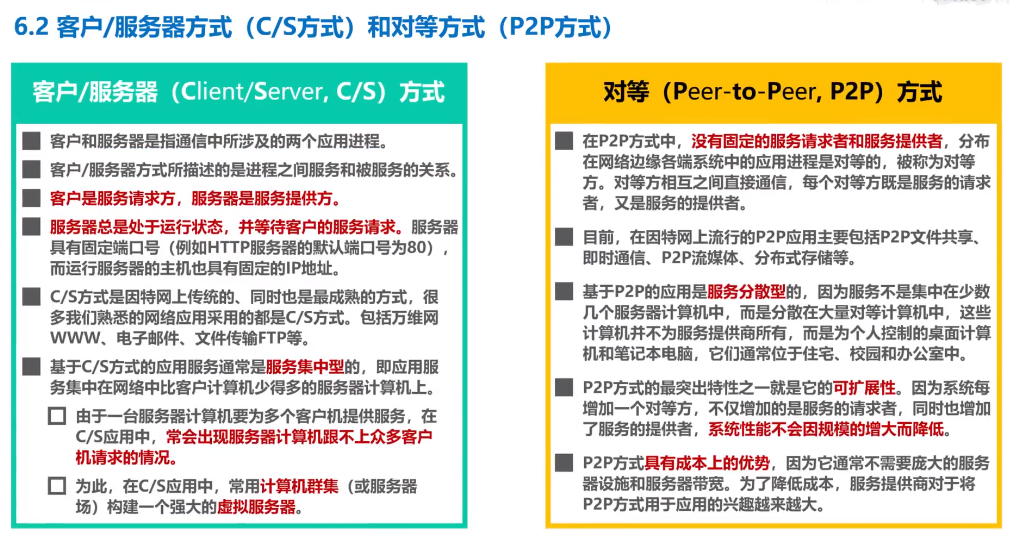 6.2 客户/服务器方式（C/S方式）和对等方式（P2P方式）
客户/服务器（Client/Server, C/S）方式
客户和服务器是指通信中所涉及的两个应用进程。
客户/服务器方式所描述的是进程之间服务和被服务的关系。
客户是服务请求方，服务器是服务提供方。
服务器总是处于运行状态，并等待客户的服务请求。服务器
具有固定端口号（例如HTTP服务器的默认端口号为80），
而运行服务器的主机也具有固定的IP地址。
C/S方式是因特网上传统的、同时也是最成熟的方式，很
多我们熟悉的网络应用采用的都是C/S方式。包括万维网
WWW、电子邮件、文件传输FTP等。
基于C/S方式的应用服务通常是服务集中型的，即应用服
务集中在网络中比客户计算机少得多的服务器计算机上。
由于一台服务器计算机要为多个客户机提供服务，在
C/S应用中，常会出现服务器计算机跟不上众多客户
机请求的情况。
为此，在C/S应用中，常用计算机群集（或服务器
场）构建一个强大的虚拟服务器。
对等（Peer-to-Peer, P2P）方式
在P2P方式中，没有固定的服务请求者和服务提供者，分布
在网络边缘各端系统中的应用进程是对等的，被称为对等
方。对等方相互之间直接通信，每个对等方既是服务的请求
者，又是服务的提供者。
目前，在因特网上流行的P2P应用主要包括P2P文件共享、
即时通信、P2P流媒体、分布式存储等。
基于P2P的应用是服务分散型的，因为服务不是集中在少数
几个服务器计算机中，而是分散在大量对等计算机中，这些
计算机并不为服务提供商所有，而是为个人控制的桌面计算
机和笔记本电脑，它们通常位于住宅、校园和办公室中。
P2P方式的最突出特性之一就是它的可扩展性。因为系统每
增加一个对等方，不仅增加的是服务的请求者，同时也增加
了服务的提供者，系统性能不会因规模的增大而降低。
P2P方式具有成本上的优势，因为它通常不需要庞大的服务
器设施和服务器带宽。为了降低成本，服务提供商对于将
P2P方式用于应用的兴趣越来越大。